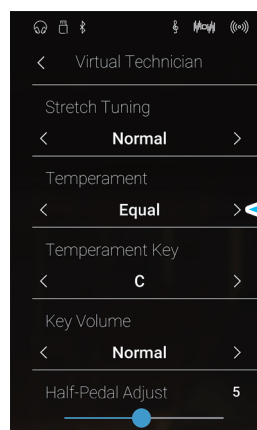 Virtual Technician
Stretch Tuning
Normal
Temperament
Equal
Temperament Key
C
Key Volume
Normal
Half-Pedal Adjust 5